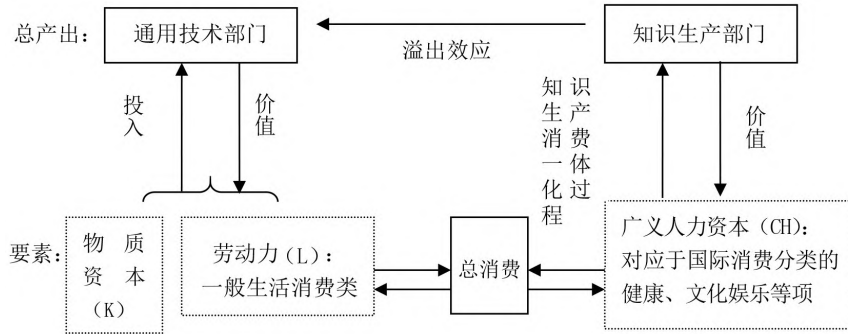 总产出：
通用技术部门
溢出效应
知识生产部门
投入
价值
知识
生产
消费
一体
化过
程
价值
要素：
物质
资本
（K）
劳动力（L）：
一般生活消费类
总消费
广义人力资本（CH）：
对应于国际消费分类的
健康、文化娱乐等项